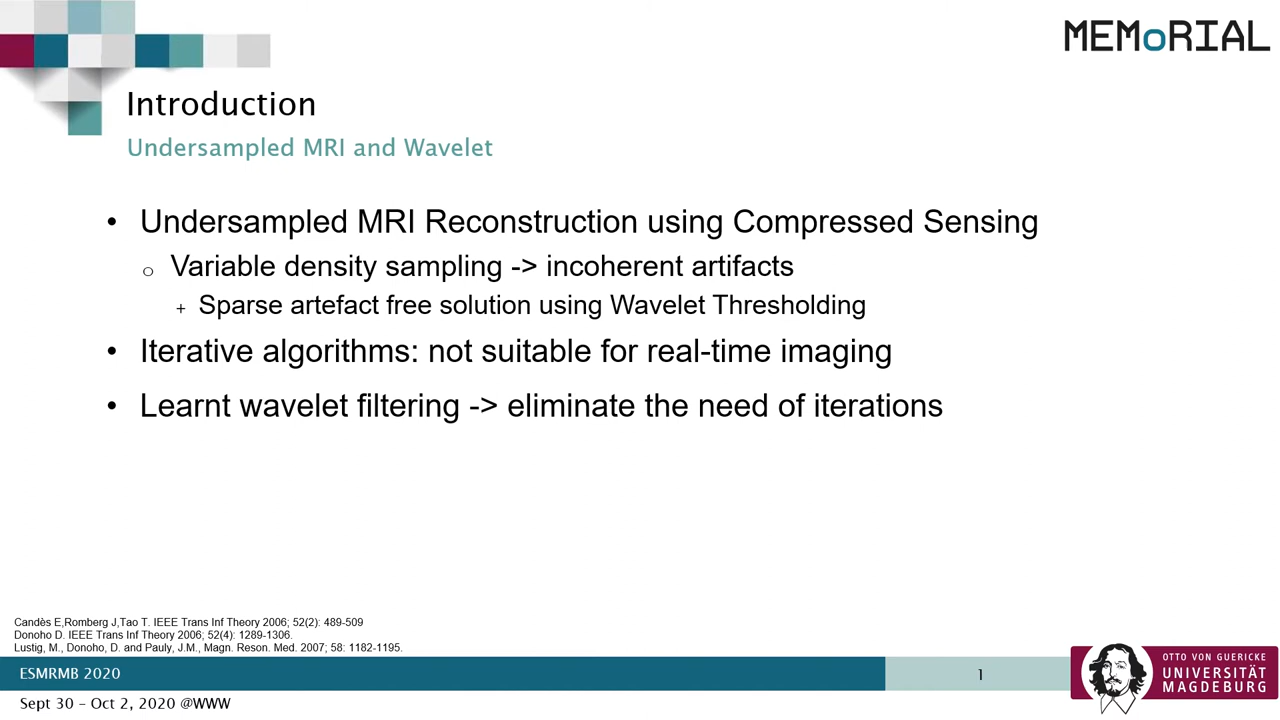 MEMoRIAL
Introduction
Undersampled MRI and Wavelet
• Undersampled MRI Reconstruction using Compressed Sensing
o Variable density sampling -> incoherent artifacts
+ Sparse artefact free solution using Wavelet Thresholding
• Iterative algorithms: not suitable for real-time imaging
• Learnt wavelet filtering -> eliminate the need of iterations
Candès E,Romberg J,Tao T. IEEE Trans Inf Theory 2006; 52(2): 489-509
Donoho D. IEEE Trans Inf Theory 2006; 52(4): 1289-1306.
Lustig, M., Donoho, D. and Pauly, J.M., Magn. Reson. Med. 2007; 58: 1182-1195.
ESMRMB 2020
1
OTTO VON GUERICKE
UNIVERSITÄT
MAGDEBURG
Sept 30 – Oct 2, 2020 @WWW